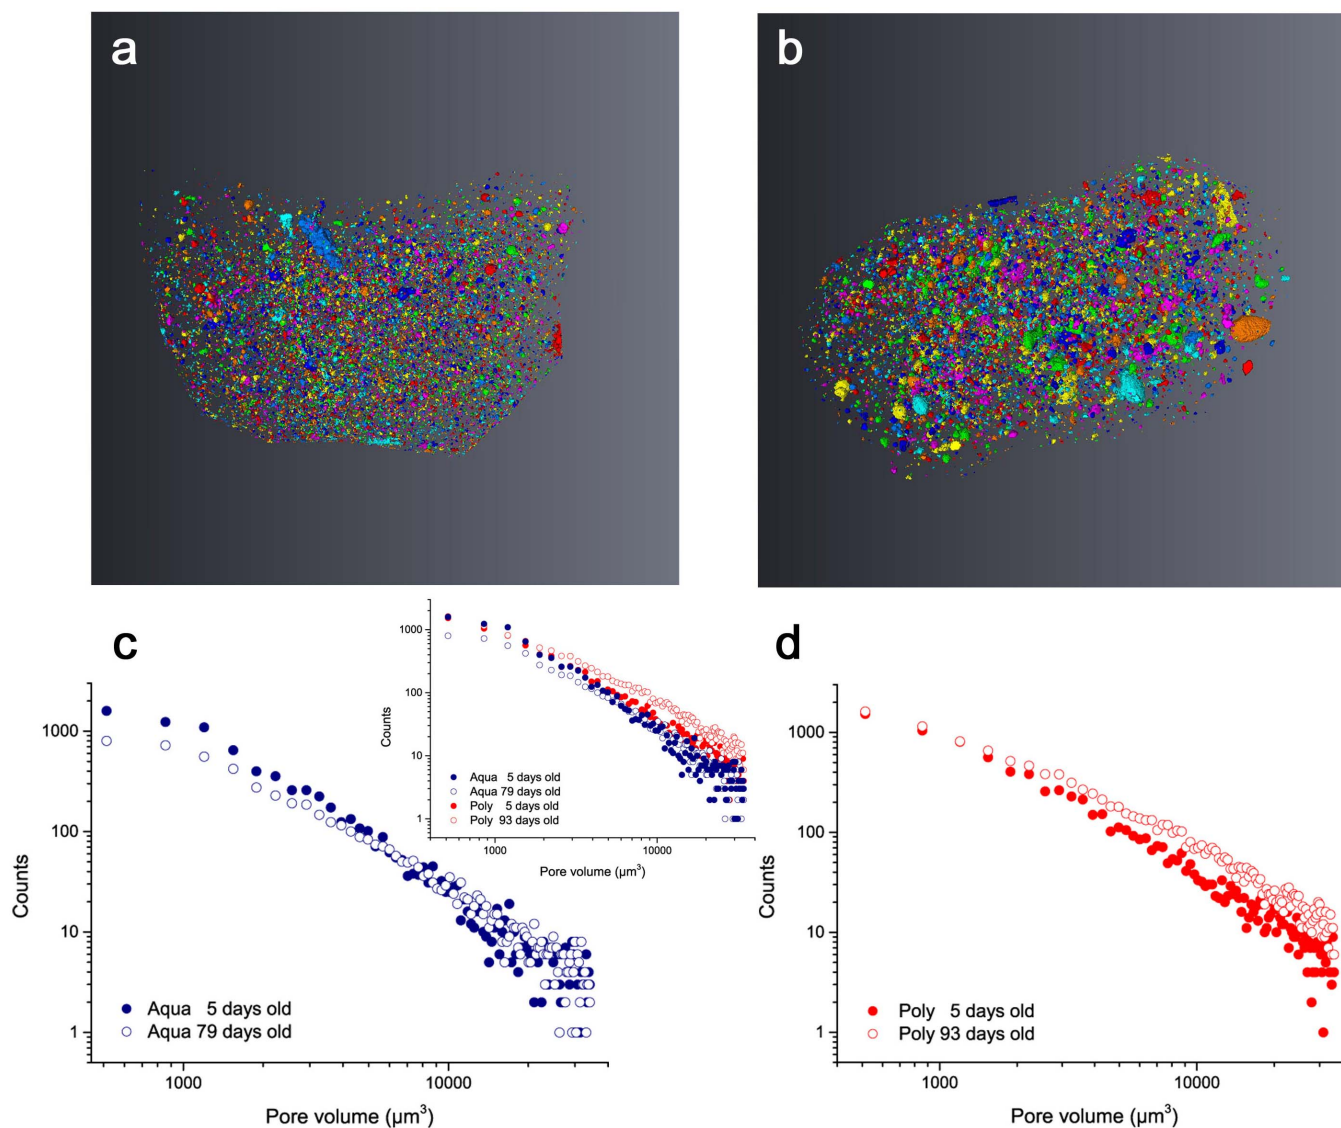 a
b
c
1000
100
10
1
Counts
Aqua 5 days old
Aqua 79 days old
Poly 5 days old
Poly 93 days old
1000
10000
Pore volume (µm³)
1000
100
10
1
Counts
Aqua 5 days old
Aqua 79 days old
1000
10000
Pore volume (µm³)
d
1000
100
10
1
Counts
Poly 5 days old
Poly 93 days old
1000
10000
Pore volume (µm³)